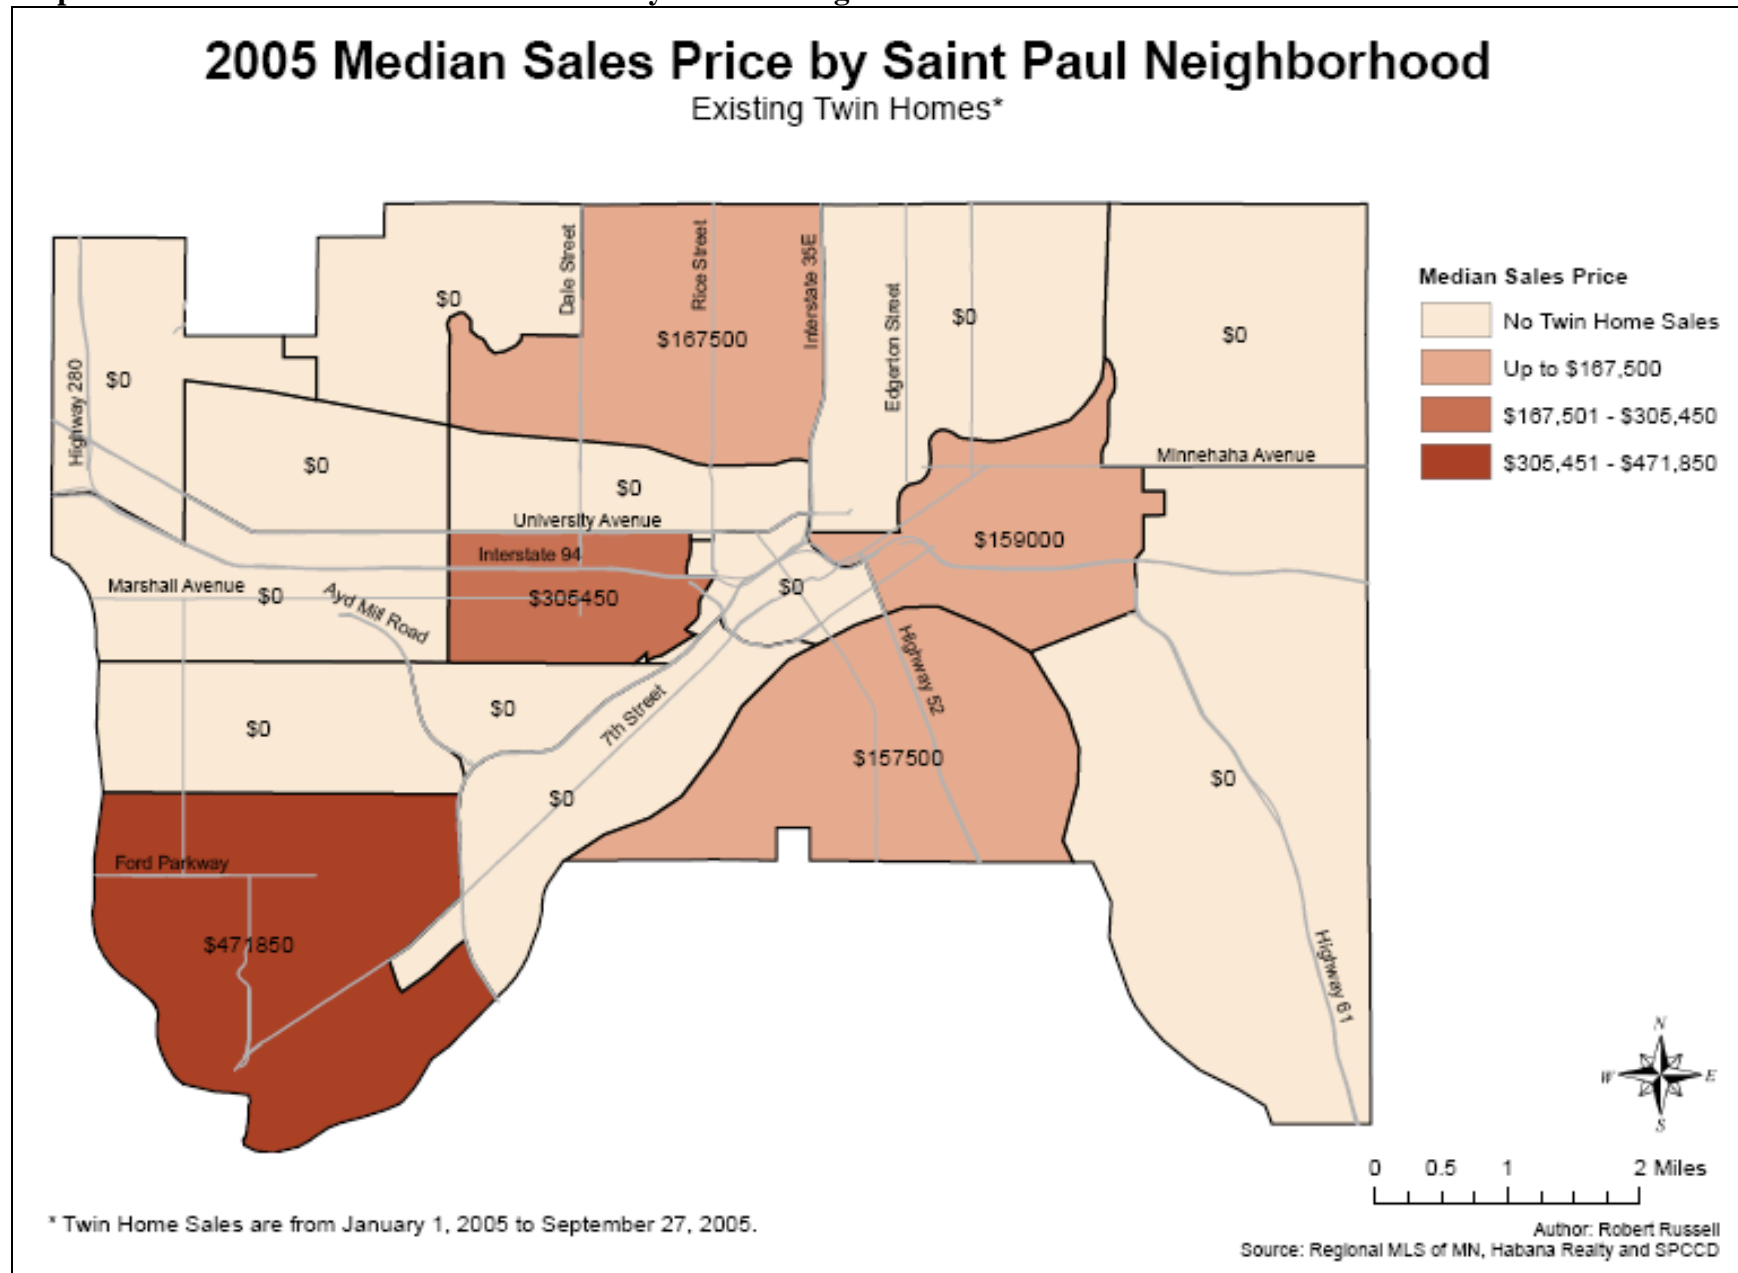 2005 Median Sales Price by Saint Paul Neighborhood
Existing Twin Homes*
Dale Street
Rice Street
Interstate 35E
Edgerton Street
Highway 280
$0
$0
$167500
$0
$0
$0
$0
Minnehaha Avenue
University Avenue
Interstate 94
$159000
Marshall Avenue
$0
Ayd Mill Road
$305450
$0
Highway 52
$0
$0
7th Street
$157500
$0
$0
Ford Parkway
$471850
Highway 61
Median Sales Price
No Twin Home Sales
Up to $167,500
$167,501 - $305,450
$305,451 - $471,850
N
W
E
S
0 0.5 1 2 Miles
* Twin Home Sales are from January 1, 2005 to September 27, 2005.
Author: Robert Russell
Source: Regional MLS of MN, Habana Realty and SPCCD